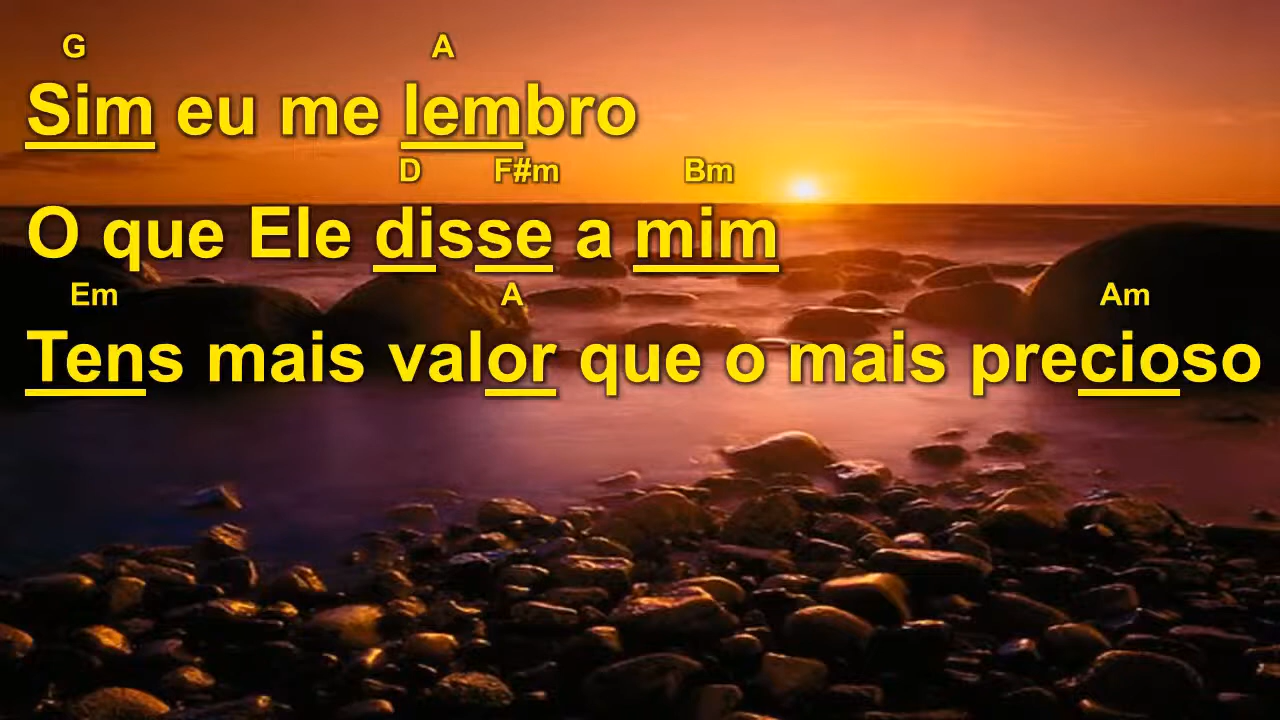 G A
Sim eu me lembro
D F#m Bm
O que Ele disse a mim
Em A Am
Tens mais valor que o mais precioso